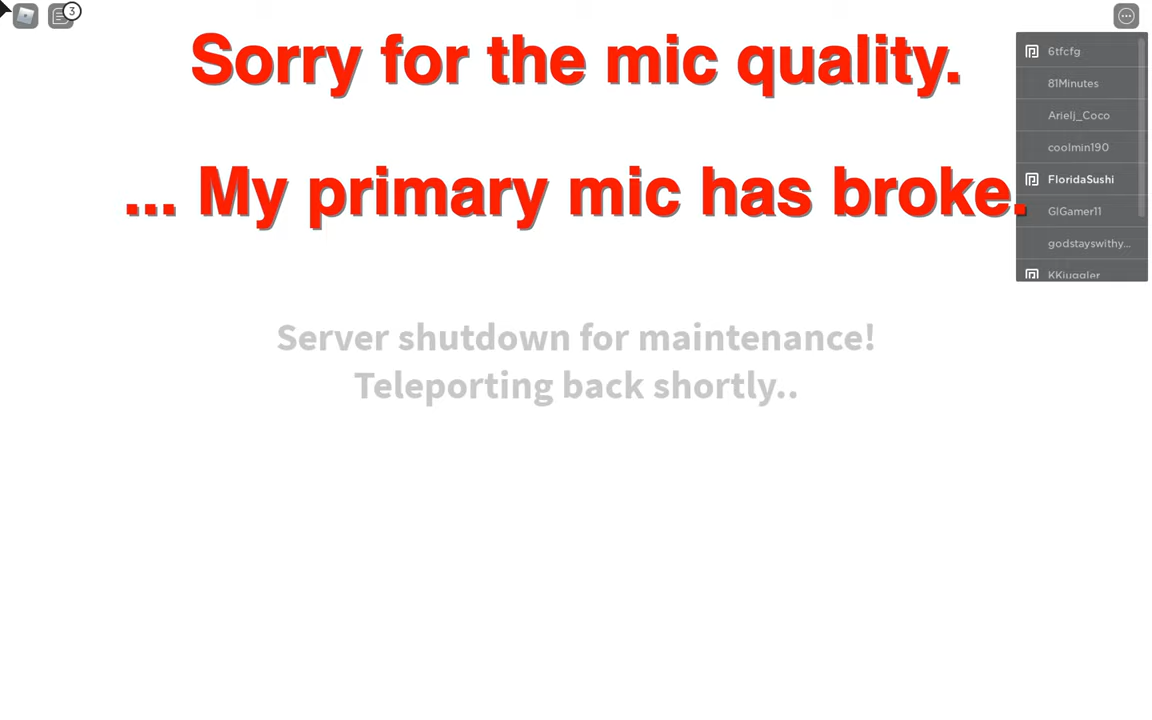 3
Sorry for the mic quality.
... My primary mic has broke.
6tfcfg
81Minutes
Arielj_Coco
coolmin190
FloridaSushi
GIGamer11
godstayswithy...
KKjuggler
Server shutdown for maintenance!
Teleporting back shortly..